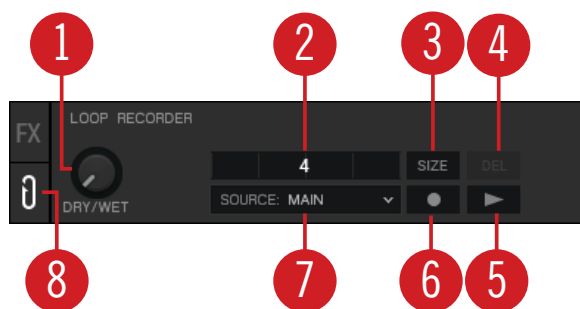 1 2 3 4
LOOP RECORDER
FX
4 SIZE DEL
DRY/WET SOURCE: MAIN
8 7 6 5